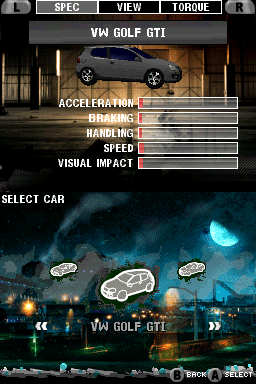 L SPEC VIEW TORQUE R
VW GOLF GTI
ACCELERATION
BRAKING
HANDLING
SPEED
VISUAL IMPACT
SELECT CAR
« VW GOLF GTI »
B BACK A SELECT